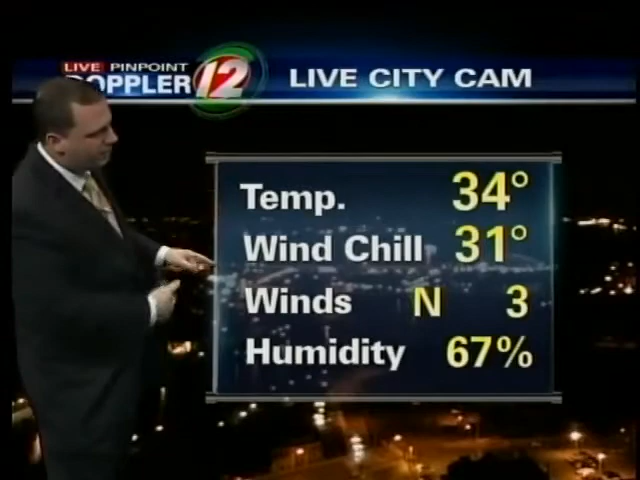 LIVE PINPOINT
DOPPLER 12
LIVE CITY CAM
Temp. 34°
Wind Chill 31°
Winds N 3
Humidity 67%